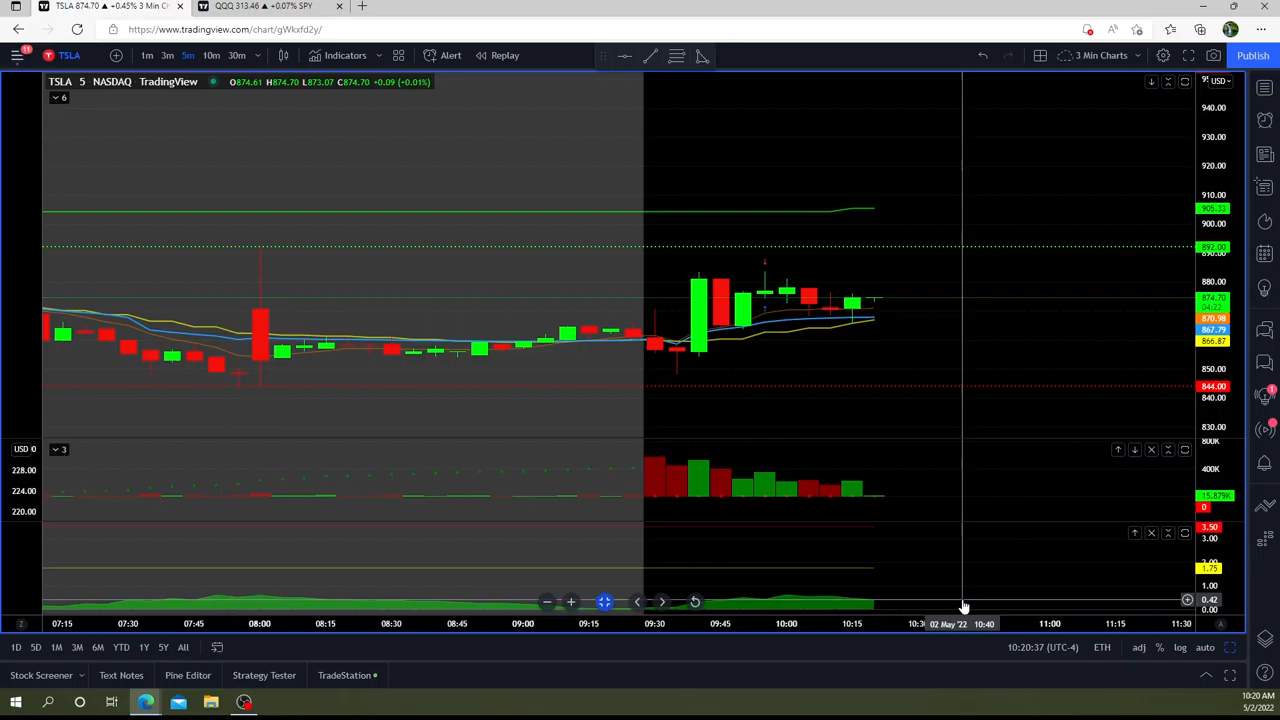 TSLA 874.70 ▲ +0.45% 3 Min C
QQQ 313.46 ▲ +0.07% SPY
https://www.tradingview.com/chart/gWkxfd2y/
11
TSLA
1m 3m 5m 10m 30m
Indicators
Alert
Replay
3 Min Charts
Publish
TSLA 5 NASDAQ TradingView
O874.61 H874.70 L873.07 C874.70 +0.09 (+0.01%)
6
USD
940.00
930.00
920.00
910.00
905.33
900.00
892.00
890.00
880.00
874.70
04:22
870.98
867.79
866.87
850.00
844.00
840.00
830.00
USD
3
228.00
224.00
220.00
800K
400K
15.879K
0
3.50
3.00
1.75
1.00
0.42
0.00
1
Z
07:15 07:30 07:45 08:00 08:15 08:30 08:45 09:00 09:15 09:30 09:45 10:00 10:15 02 May '22 10:40 11:00 11:15 11:30
A
1D 5D 1M 3M 6M YTD 1Y 5Y All
10:20:37 (UTC-4)
ETH
adj % log auto
Stock Screener
Text Notes
Pine Editor
Strategy Tester
TradeStation
10:20 AM
5/2/2022